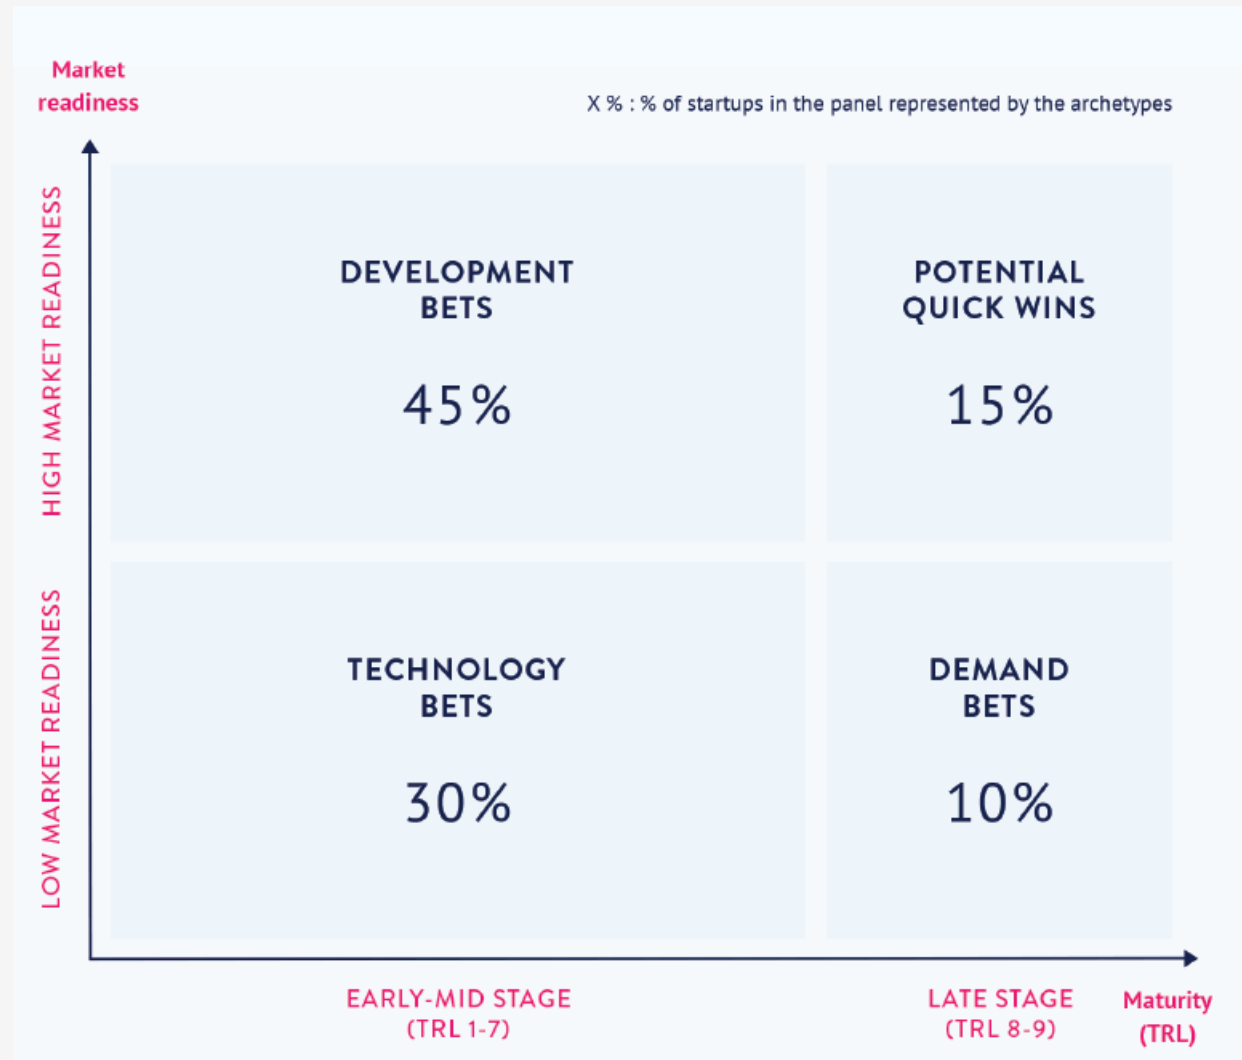 Market
readiness
X % : % of startups in the panel represented by the archetypes
HIGH MARKET READINESS
DEVELOPMENT
BETS
45%
POTENTIAL
QUICK WINS
15%
LOW MARKET READINESS
TECHNOLOGY
BETS
30%
DEMAND
BETS
10%
EARLY-MID STAGE
(TRL 1-7)
LATE STAGE
(TRL 8-9)
Maturity
(TRL)